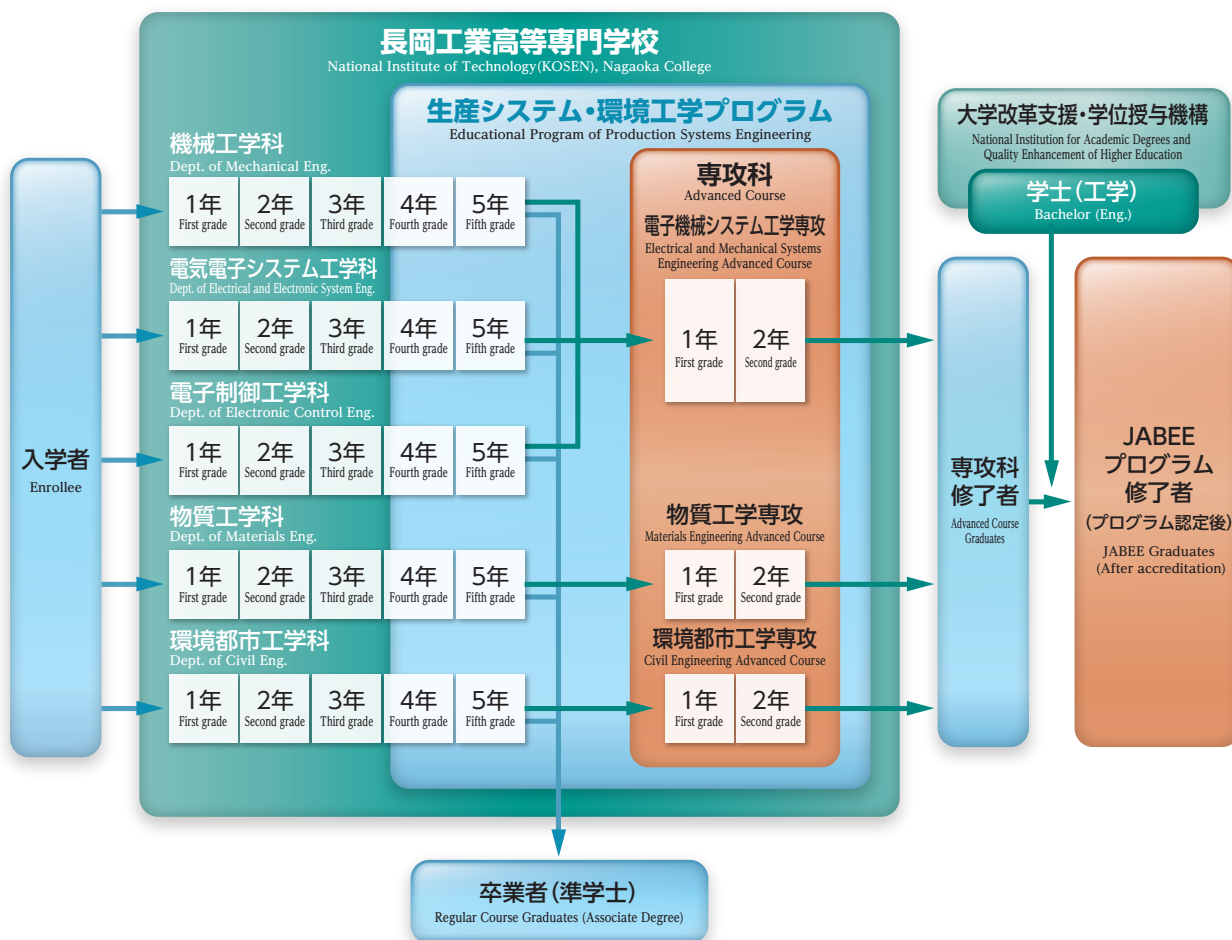 長岡工業高等専門学校
National Institute of Technology(KOSEN), Nagaoka College
生産システム・環境工学プログラム
Educational Program of Production Systems Engineering
大学改革支援・学位授与機構
National Institution for Academic Degrees and
Quality Enhancement of Higher Education
学士(工学)
Bachelor (Eng.)
入学者
Enrollee
機械工学科
Dept. of Mechanical Eng.
1年 2年 3年 4年 5年
First grade Second grade Third grade Fourth grade Fifth grade
電気電子システム工学科
Dept. of Electrical and Electronic System Eng.
1年 2年 3年 4年 5年
First grade Second grade Third grade Fourth grade Fifth grade
電子制御工学科
Dept. of Electronic Control Eng.
1年 2年 3年 4年 5年
First grade Second grade Third grade Fourth grade Fifth grade
物質工学科
Dept. of Materials Eng.
1年 2年 3年 4年 5年
First grade Second grade Third grade Fourth grade Fifth grade
環境都市工学科
Dept. of Civil Eng.
1年 2年 3年 4年 5年
First grade Second grade Third grade Fourth grade Fifth grade
専攻科
Advanced Course
電子機械システム工学専攻
Electrical and Mechanical Systems
Engineering Advanced Course
1年 2年
First grade Second grade
物質工学専攻
Materials Engineering Advanced Course
1年 2年
First grade Second grade
環境都市工学専攻
Civil Engineering Advanced Course
1年 2年
First grade Second grade
専攻科
修了者
Advanced Course
Graduates
JABEE
プログラム
修了者
(プログラム認定後)
JABEE Graduates
(After accreditation)
卒業者(準学士)
Regular Course Graduates (Associate Degree)